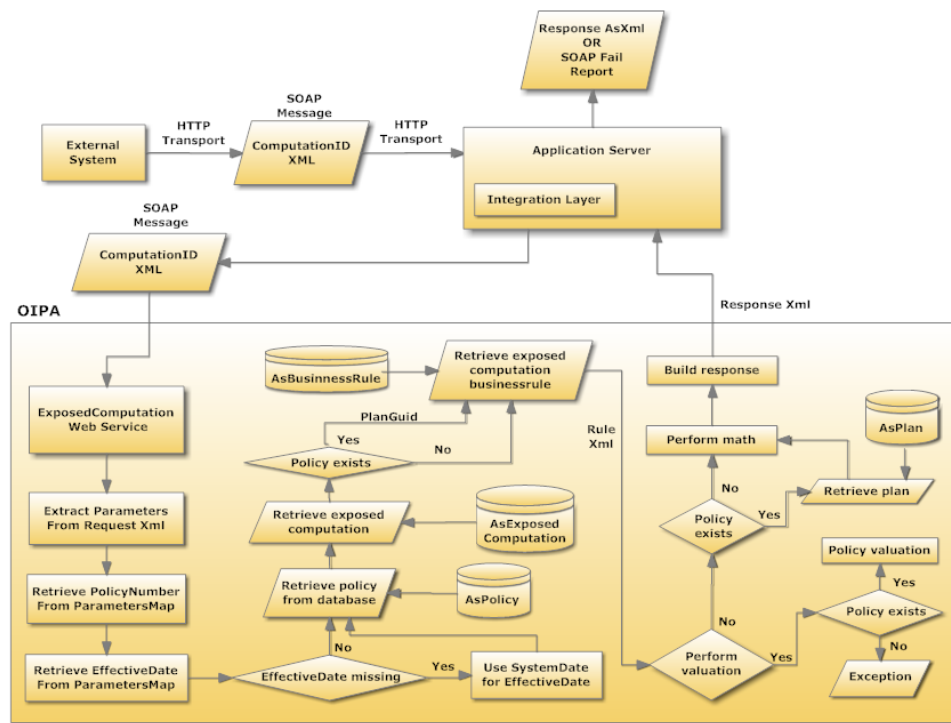 Response AsXml
OR
SOAP Fail
Report
SOAP
Message
HTTP
Transport
HTTP
Transport
External
System
ComputationID
XML
Application Server
Integration Layer
SOAP
Message
ComputationID
XML
Response Xml
OIPA
AsBusinnessRule
Retrieve exposed
computation
businessrule
Build response
ExposedComputation
Web Service
PlanGuid
Yes
No
Rule
Xml
Perform math
AsPlan
Policy exists
Retrieve plan
Extract Parameters
From Request Xml
Retrieve exposed
computation
AsExposed
Computation
No
Yes
Policy
exists
Policy valuation
Retrieve PolicyNumber
From ParametersMap
Retrieve policy
from database
AsPolicy
Yes
Policy exists
No
No
Retrieve EffectiveDate
From ParametersMap
No
EffectiveDate missing
Yes
Use SystemDate
for EffectiveDate
Perform
valuation
Yes
Exception